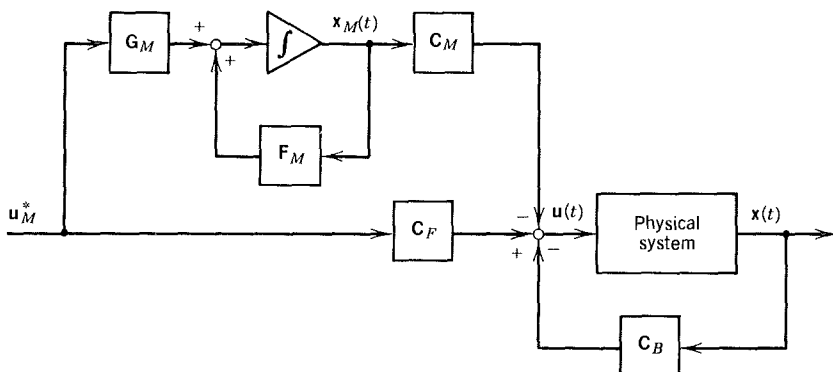 x_M(t)
G_M
+
+
∫
C_M
F_M
u*_M
C_F
−
+
−
u(t)
Physical
system
x(t)
C_B